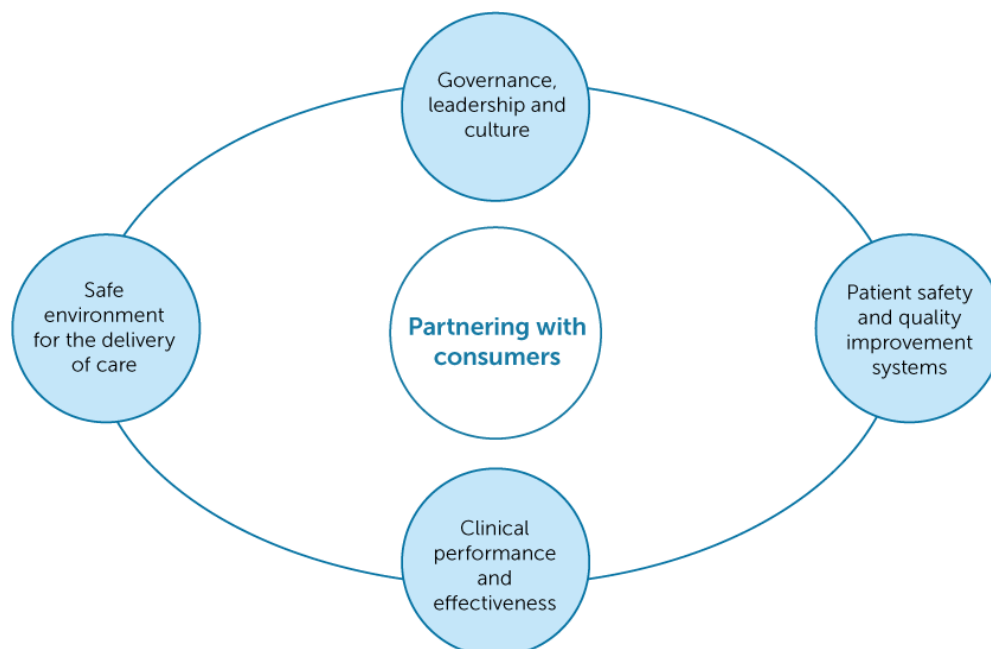 Governance,
leadership and
culture
Safe
environment
for the delivery
of care
Partnering with
consumers
Patient safety
and quality
improvement
systems
Clinical
performance
and
effectiveness